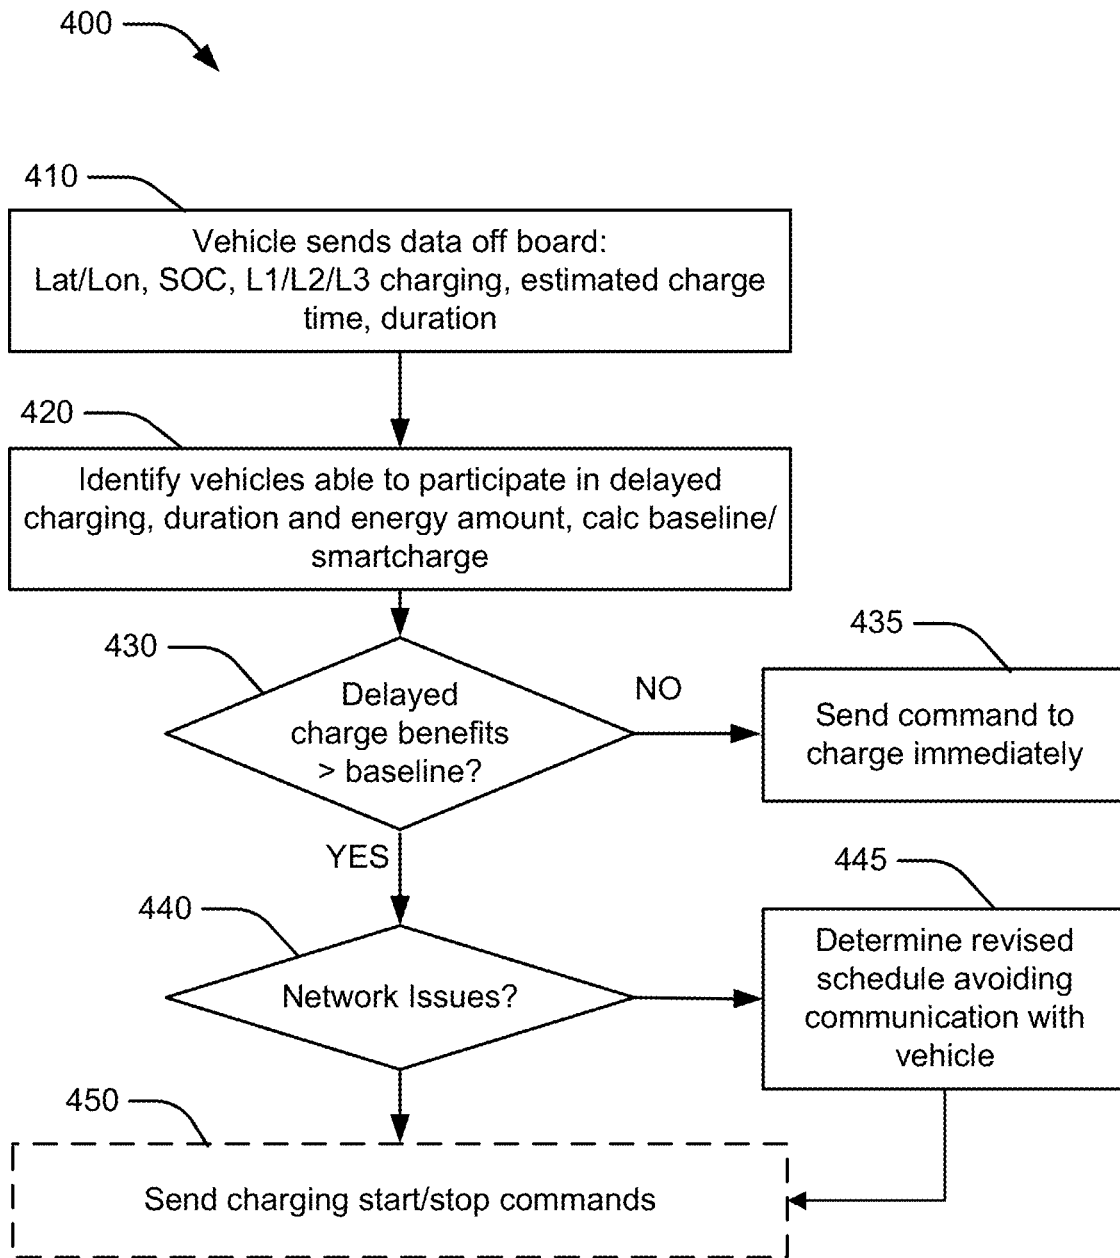 400
410
Vehicle sends data off board:
Lat/Lon, SOC, L1/L2/L3 charging, estimated charge
time, duration
420
Identify vehicles able to participate in delayed
charging, duration and energy amount, calc baseline/
smartcharge
430
Delayed
charge benefits
> baseline?
NO
435
Send command to
charge immediately
YES
440
Network Issues?
445
Determine revised
schedule avoiding
communication with
vehicle
450
Send charging start/stop commands